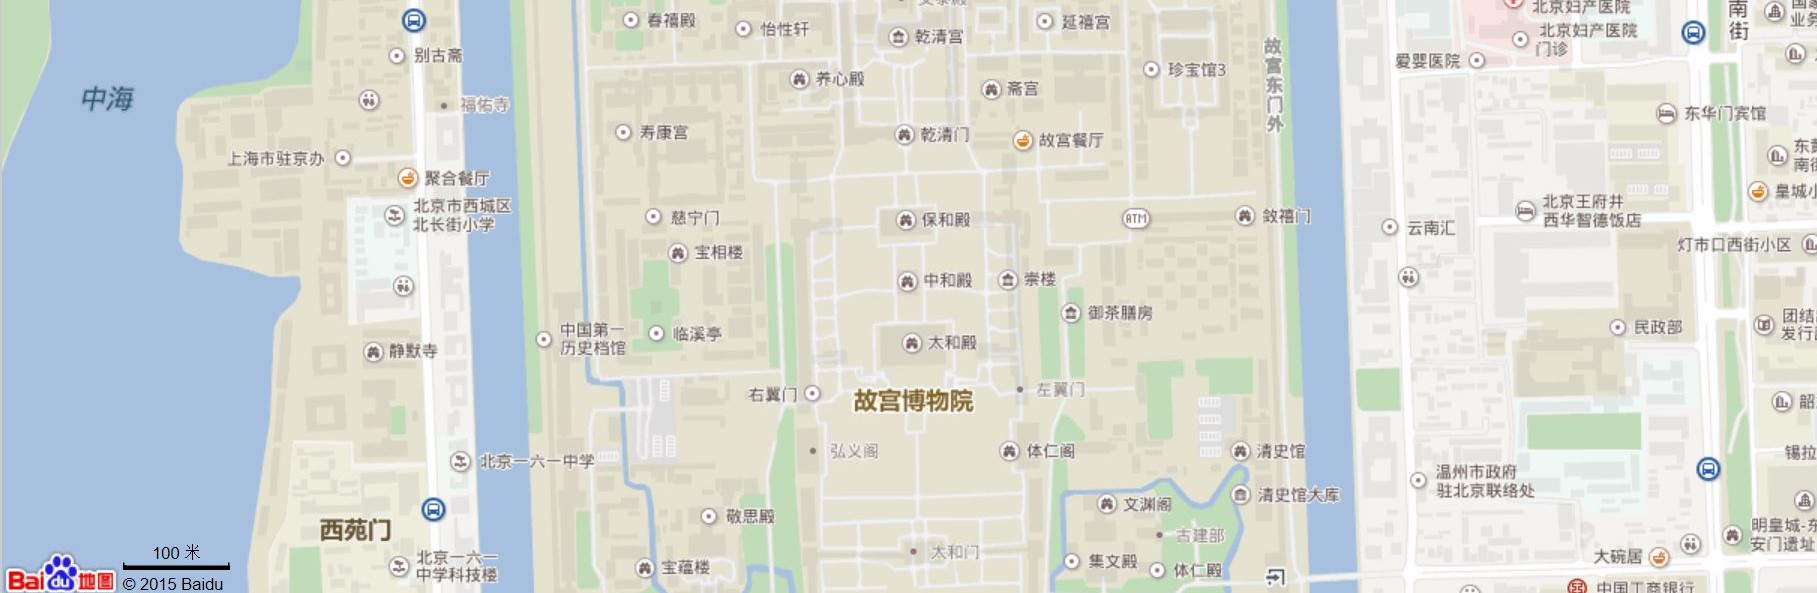 春禧殿
怡性轩
乾清宫
延禧宫
北京妇产医院
南街
别古斋
故宫东门外
爱婴医院
北京妇产医院
门诊
中海
福佑寺
养心殿
斋宫
珍宝馆3
东华门宾馆
上海市驻京办
寿康宫
乾清门
故宫餐厅
聚合餐厅
北京市西城区
北长街小学
慈宁门
保和殿
ATM
敛禧门
云南汇
北京王府井
西华智德饭店
皇城小
灯市口西街小区
宝相楼
中和殿
崇楼
御茶膳房
中国第一
历史档馆
临溪亭
太和殿
民政部
团结
发行
静默寺
右翼门
故宫博物院
左翼门
韶
弘义阁
体仁阁
清史馆
锡拉
北京一六一中学
温州市政府
驻北京联络处
清史馆大库
文渊阁
西苑门
敬思殿
古建部
明皇城-东
安门遗址
100 米
太和门
集文殿
体仁殿
大碗居
北京一六一
中学科技楼
宝蕴楼
Bai du 地图
© 2015 Baidu
中国工商银行